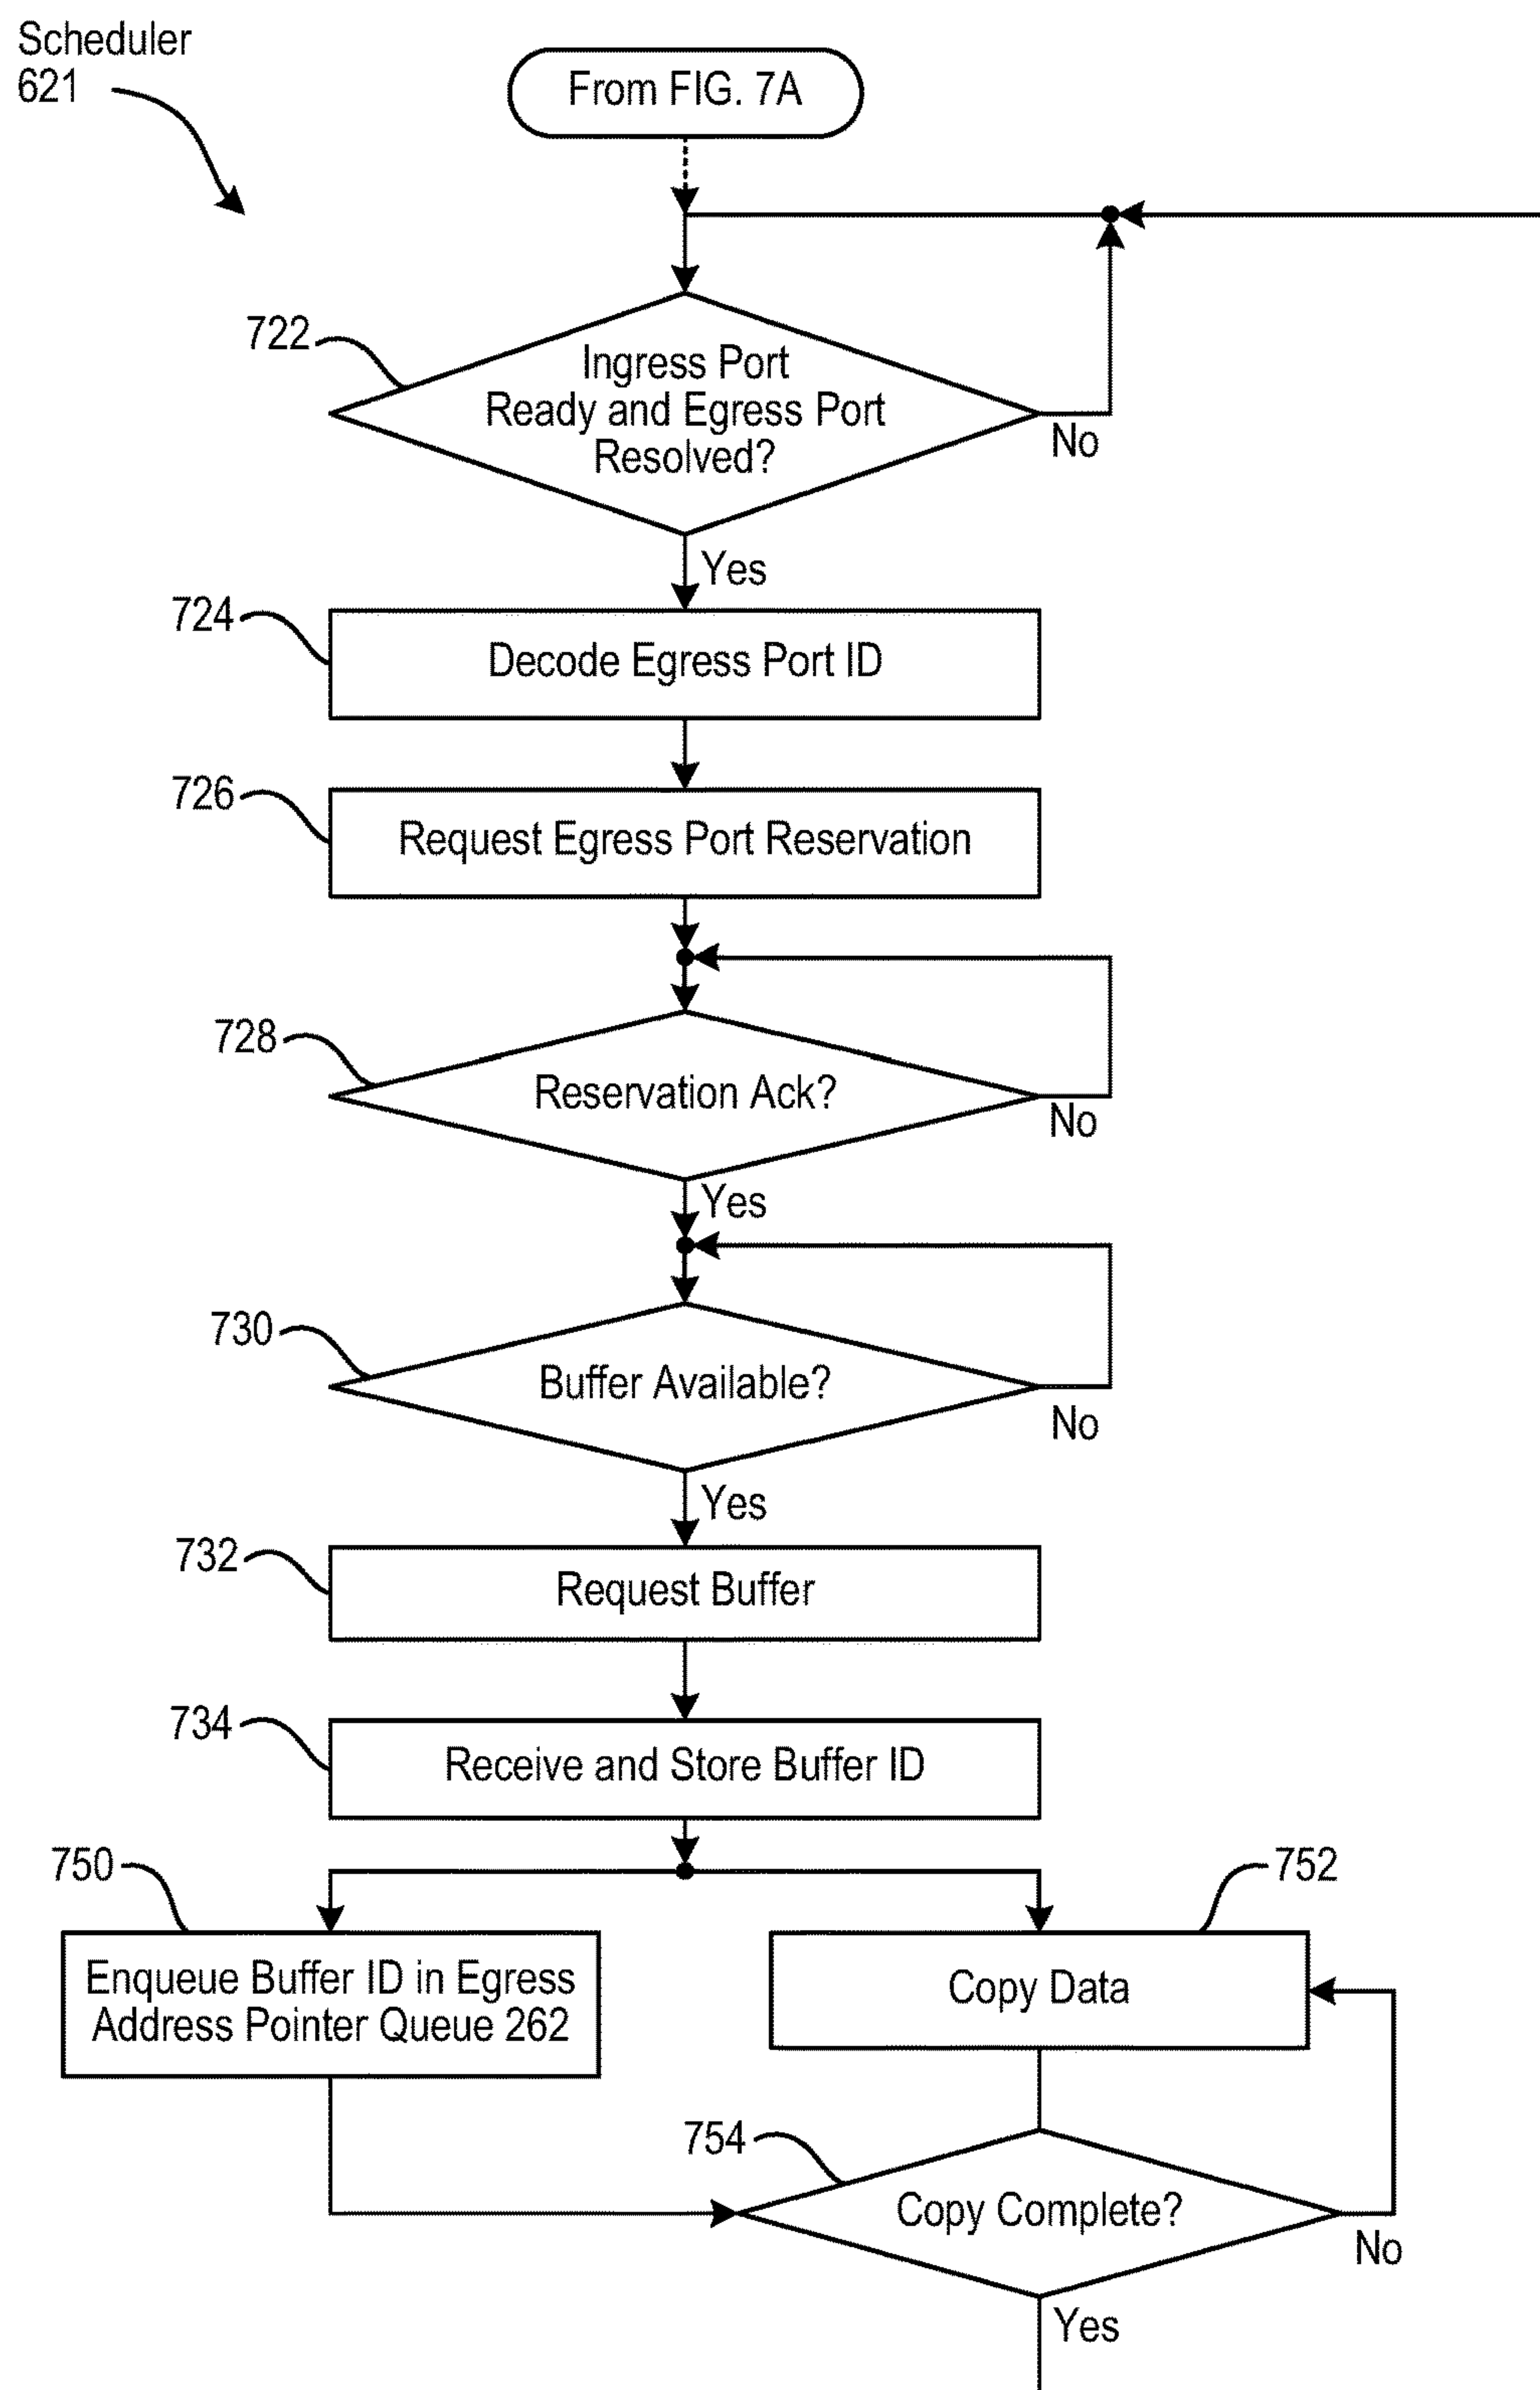 Scheduler
621
From FIG. 7A
722
Ingress Port
Ready and Egress Port
Resolved?
No
Yes
724
Decode Egress Port ID
726
Request Egress Port Reservation
728
Reservation Ack?
No
Yes
730
Buffer Available?
No
Yes
732
Request Buffer
734
Receive and Store Buffer ID
750
752
Enqueue Buffer ID in Egress
Address Pointer Queue 262
Copy Data
754
Copy Complete?
No
Yes